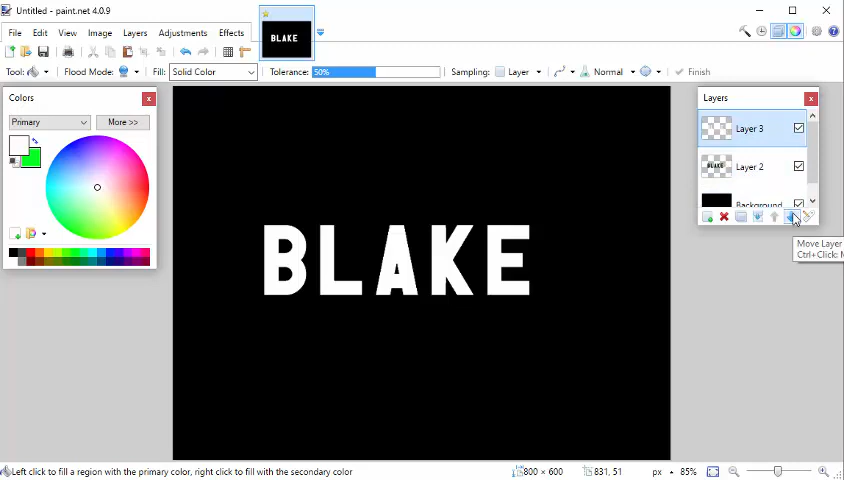 Untitled - paint.net 4.0.9
File Edit View Image Layers Adjustments Effects
BLAKE
Tool: Flood Mode: Fill: Solid Color Tolerance: 50% Sampling: Layer Normal Finish
Colors
Primary More >>
Layers
Layer 3
Layer 2
BLAKE
Background
Move Layer
Ctrl+Click: M
BLAKE
Left click to fill a region with the primary color, right click to fill with the secondary color 800 × 600 831, 51 px 85%